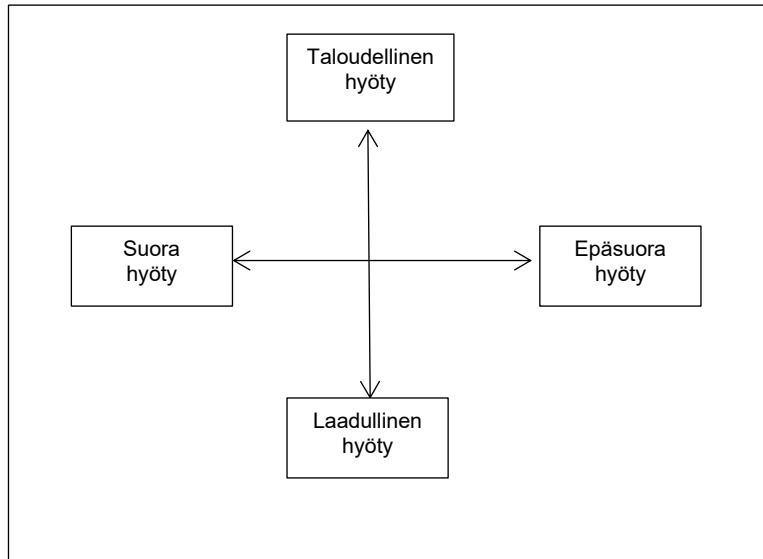 Taloudellinen
hyöty
Suora
hyöty
Epäsuora
hyöty
Laadullinen
hyöty